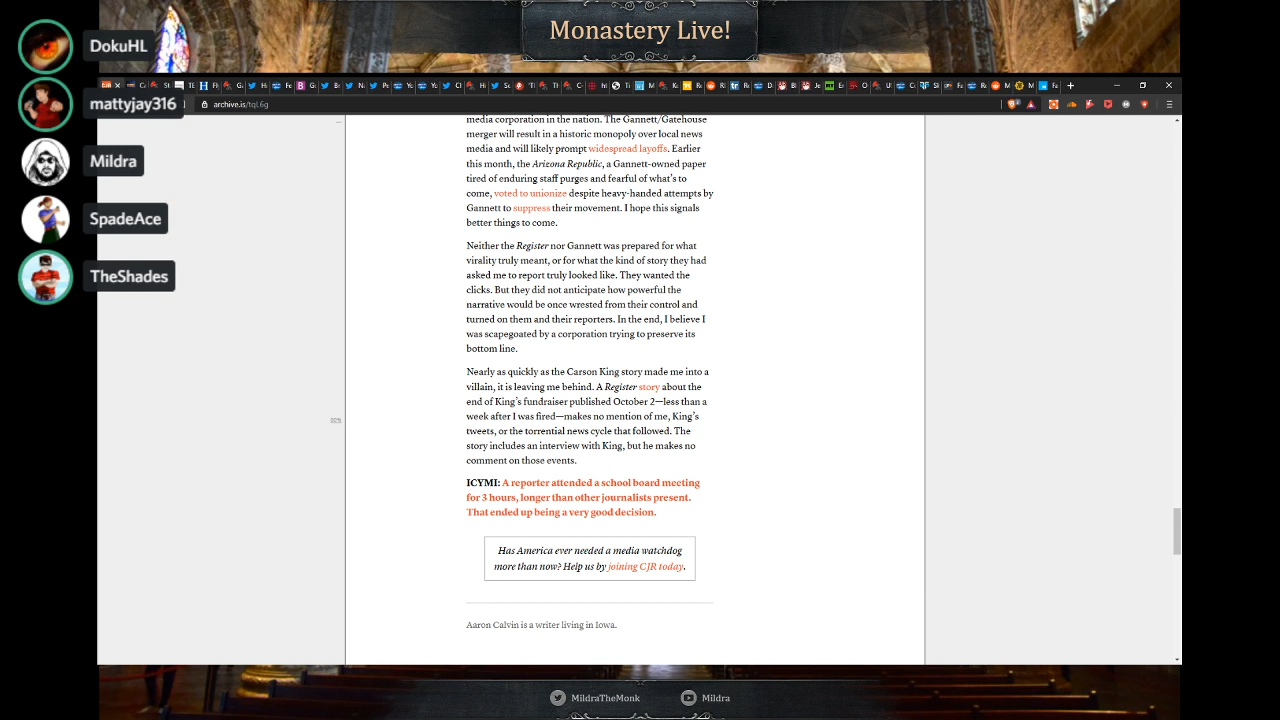 Monastery Live!
DokuHL
mattyjay316
Mildra
SpadeAce
TheShades
archive.is/tqL6g
media corporation in the nation. The Gannett/Gatehouse
merger will result in a historic monopoly over local news
media and will likely prompt widespread layoffs. Earlier
this month, the Arizona Republic, a Gannett-owned paper
tired of enduring staff purges and fearful of what's to
come, voted to unionize despite heavy-handed attempts by
Gannett to suppress their movement. I hope this signals
better things to come.
Neither the Register nor Gannett was prepared for what
virality truly meant, or for what the kind of story they had
asked me to report truly looked like. They wanted the
clicks. But they did not anticipate how powerful the
narrative would be once wrested from their control and
turned on them and their reporters. In the end, I believe I
was scapegoated by a corporation trying to preserve its
bottom line.
Nearly as quickly as the Carson King story made me into a
villain, it is leaving me behind. A Register story about the
end of King's fundraiser published October 2—less than a
week after I was fired—makes no mention of me, King's
tweets, or the torrential news cycle that followed. The
story includes an interview with King, but he makes no
comment on those events.
ICYMI: A reporter attended a school board meeting
for 3 hours, longer than other journalists present.
That ended up being a very good decision.
Has America ever needed a media watchdog
more than now? Help us by joining CJR today.
Aaron Calvin is a writer living in Iowa.
MildraTheMonk
Mildra